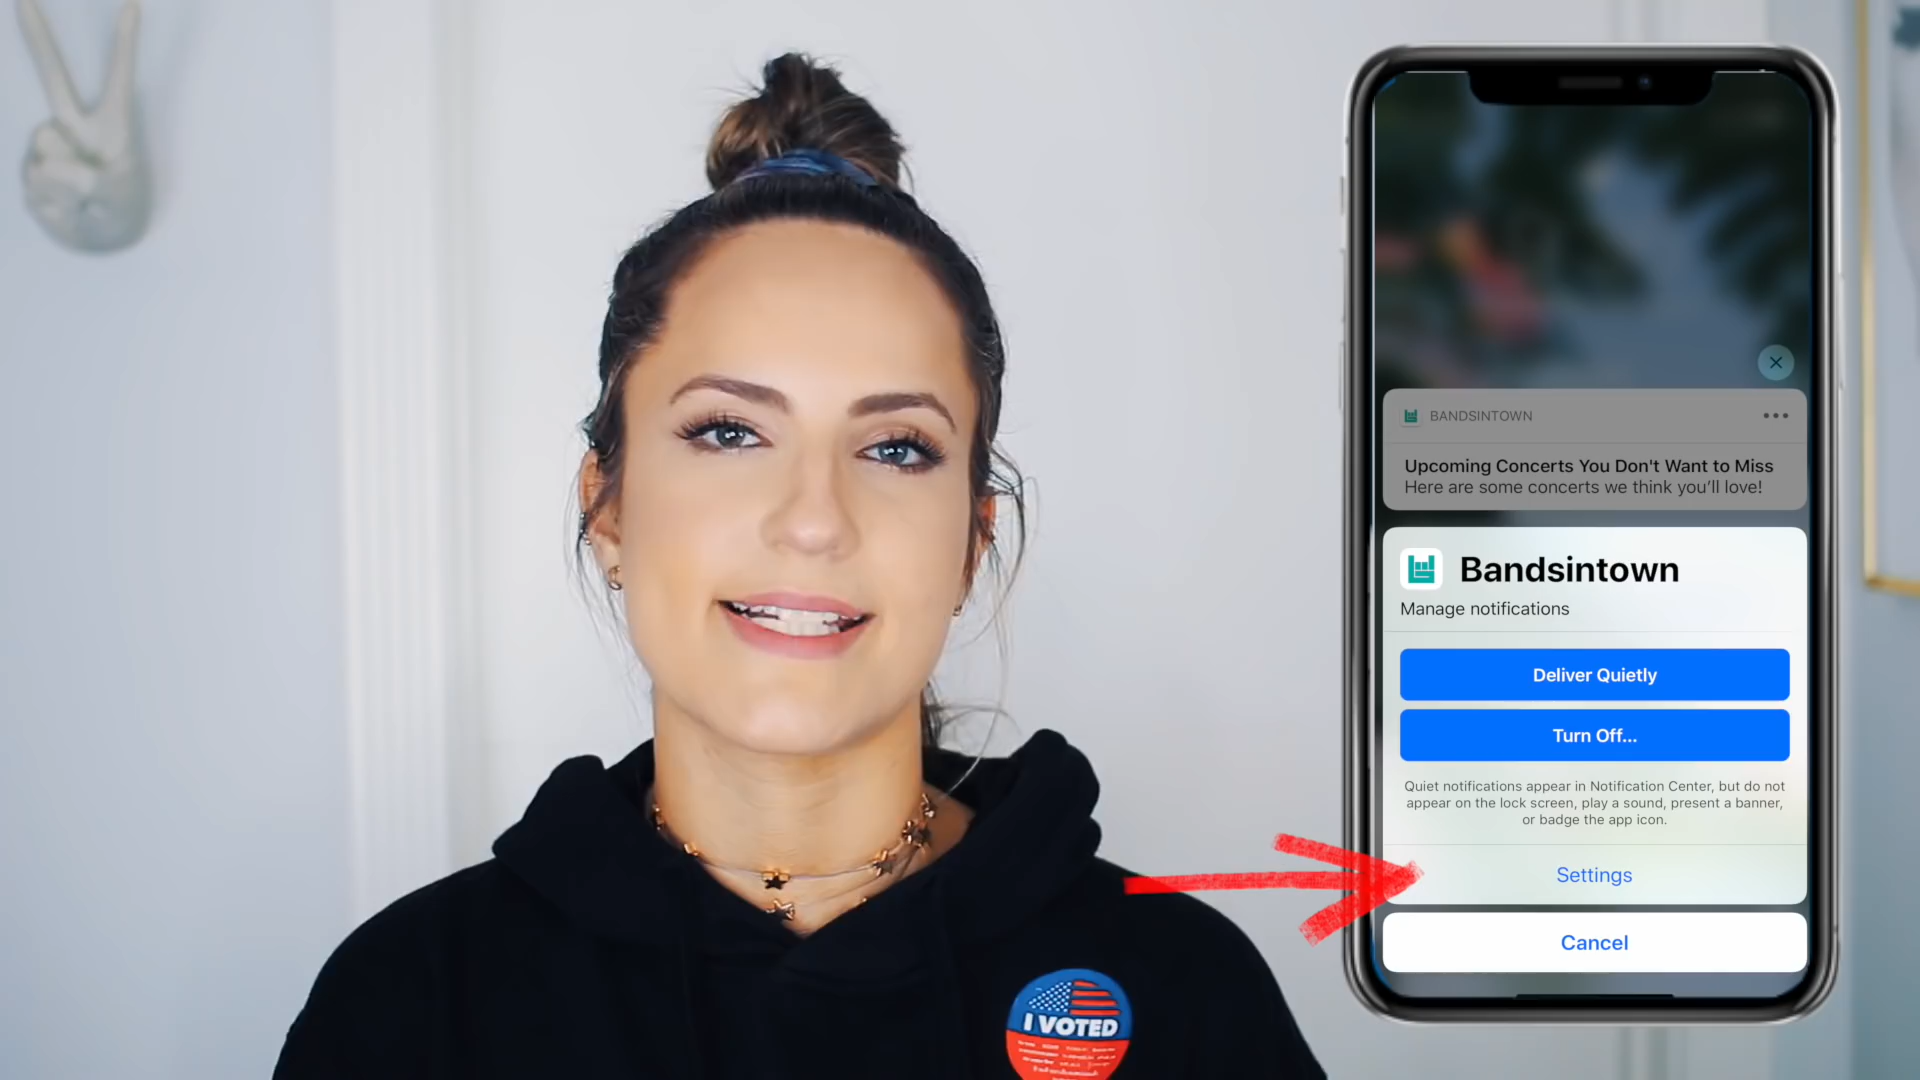 BANDSINTOWN
Upcoming Concerts You Don't Want to Miss
Here are some concerts we think you'll love!
Bandsintown
Manage notifications
Deliver Quietly
Turn Off...
Quiet notifications appear in Notification Center, but do not
appear on the lock screen, play a sound, present a banner,
or badge the app icon.
Settings
Cancel
I VOTED